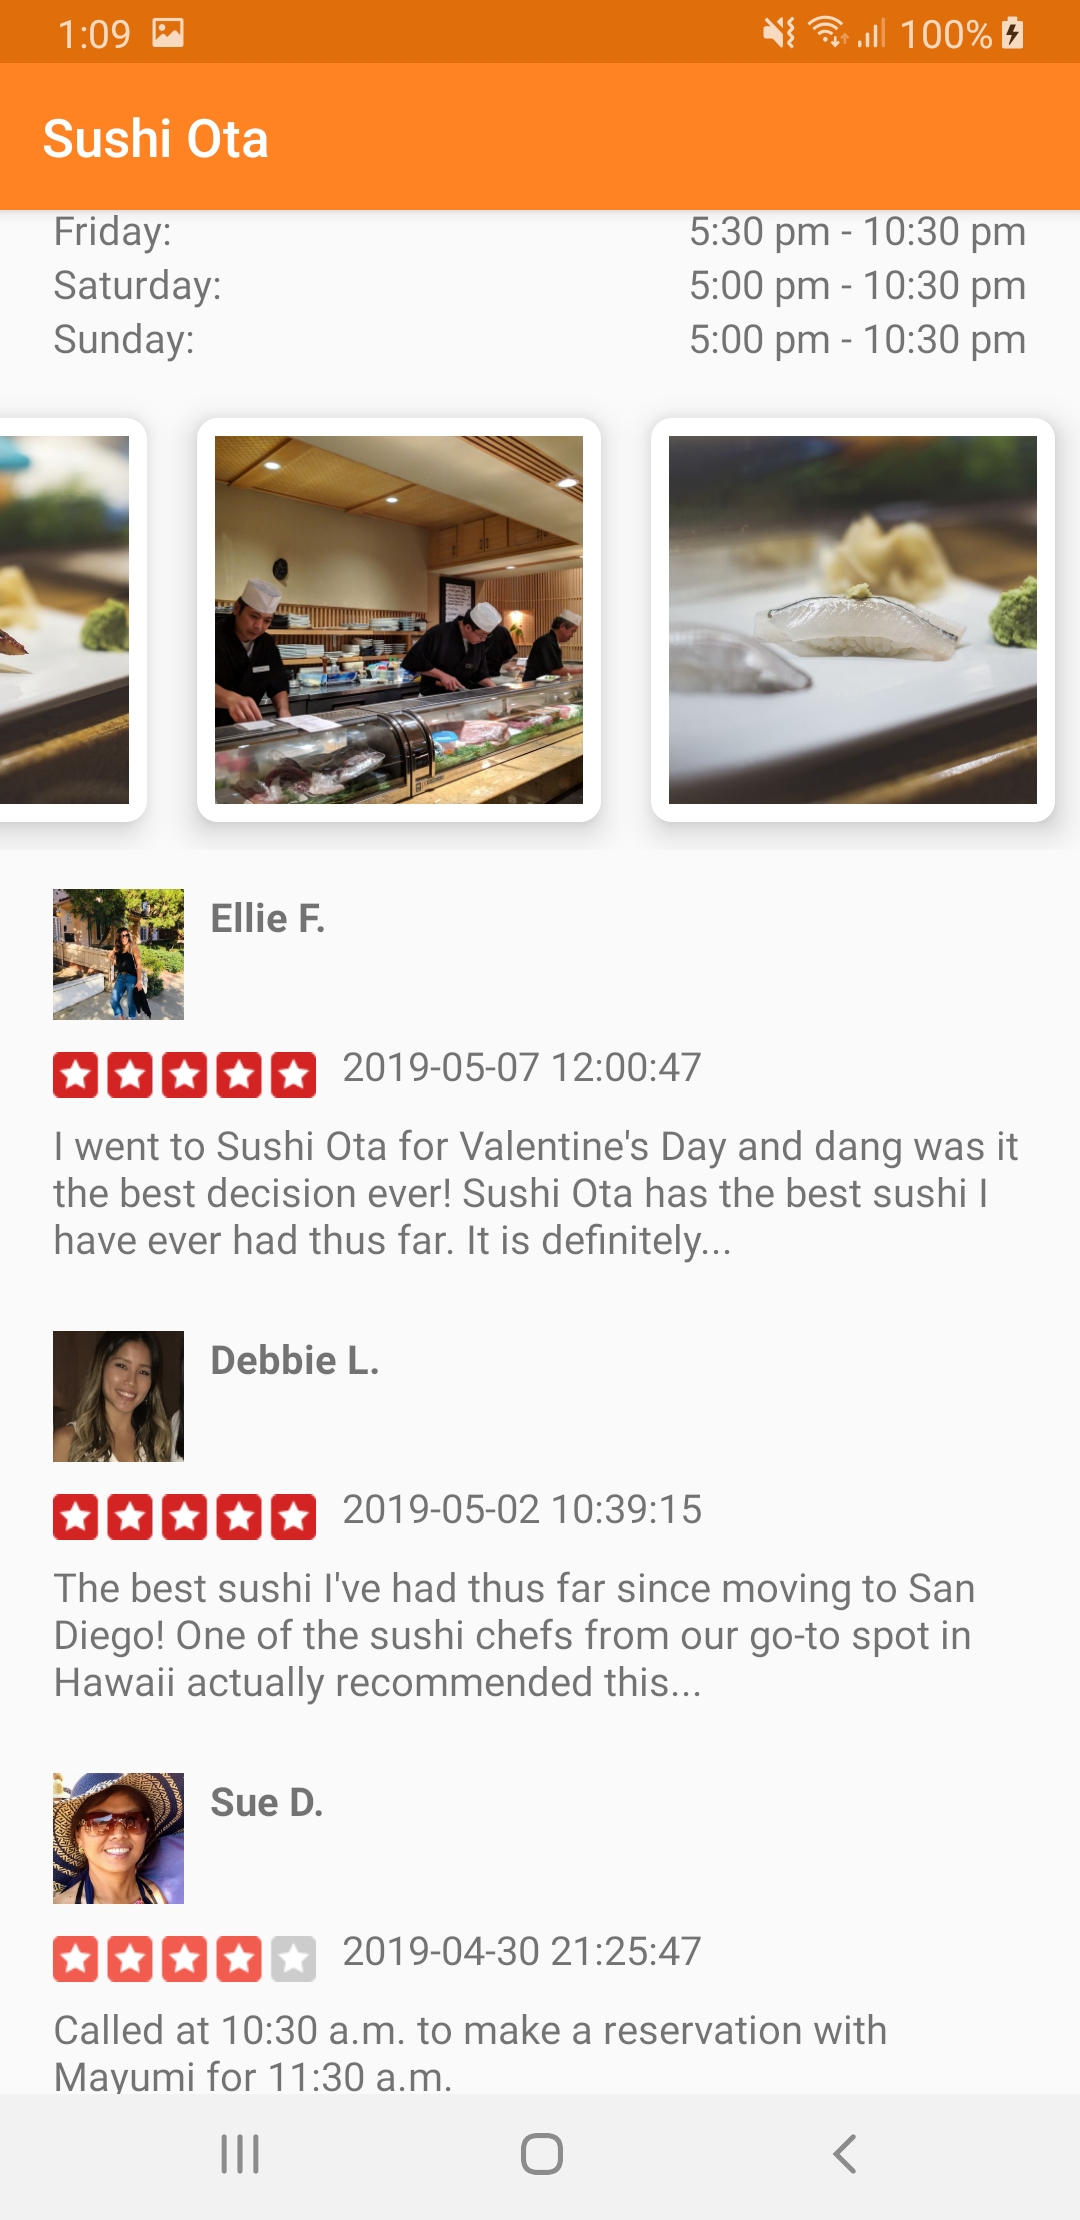 1:09 100%
Sushi Ota
Friday: 5:30 pm - 10:30 pm
Saturday: 5:00 pm - 10:30 pm
Sunday: 5:00 pm - 10:30 pm
Ellie F.
2019-05-07 12:00:47
I went to Sushi Ota for Valentine's Day and dang was it
the best decision ever! Sushi Ota has the best sushi I
have ever had thus far. It is definitely...
Debbie L.
2019-05-02 10:39:15
The best sushi I've had thus far since moving to San
Diego! One of the sushi chefs from our go-to spot in
Hawaii actually recommended this...
Sue D.
2019-04-30 21:25:47
Called at 10:30 a.m. to make a reservation with
Mayumi for 11:30 a.m.